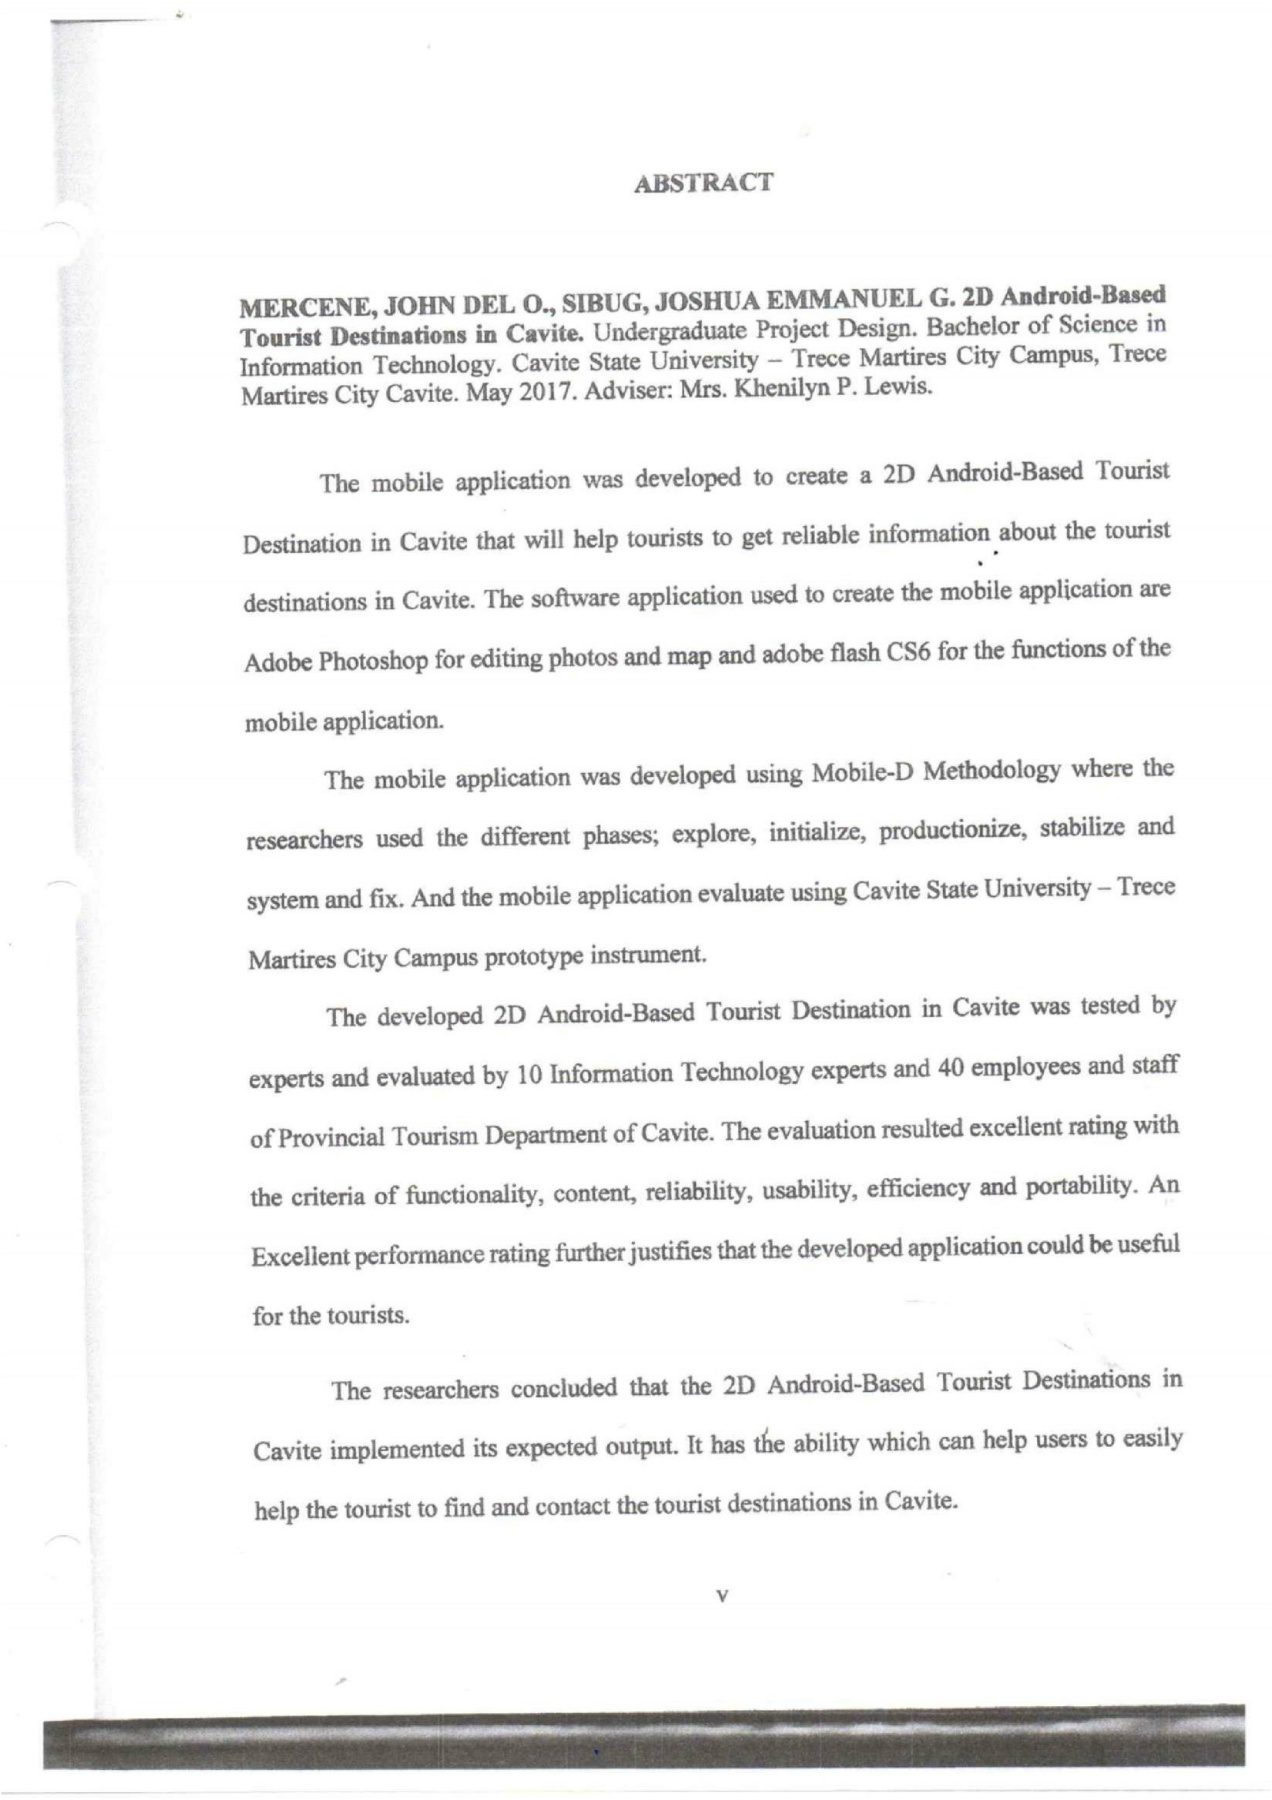 ABSTRACT
MERCENE, JOHN DEL O., SIBUG, JOSHUA EMMANUEL G. 2D Android-Based
Tourist Destinations in Cavite. Undergraduate Project Design. Bachelor of Science in
Information Technology. Cavite State University – Trece Martires City Campus, Trece
Martires City Cavite. May 2017. Adviser: Mrs. Khenilyn P. Lewis.
The mobile application was developed to create a 2D Android-Based Tourist
Destination in Cavite that will help tourists to get reliable information about the tourist
destinations in Cavite. The software application used to create the mobile application are
Adobe Photoshop for editing photos and map and adobe flash CS6 for the functions of the
mobile application.
The mobile application was developed using Mobile-D Methodology where the
researchers used the different phases; explore, initialize, productionize, stabilize and
system and fix. And the mobile application evaluate using Cavite State University – Trece
Martires City Campus prototype instrument.
The developed 2D Android-Based Tourist Destination in Cavite was tested by
experts and evaluated by 10 Information Technology experts and 40 employees and staff
of Provincial Tourism Department of Cavite. The evaluation resulted excellent rating with
the criteria of functionality, content, reliability, usability, efficiency and portability. An
Excellent performance rating further justifies that the developed application could be useful
for the tourists.
The researchers concluded that the 2D Android-Based Tourist Destinations in
Cavite implemented its expected output. It has the ability which can help users to easily
help the tourist to find and contact the tourist destinations in Cavite.
v